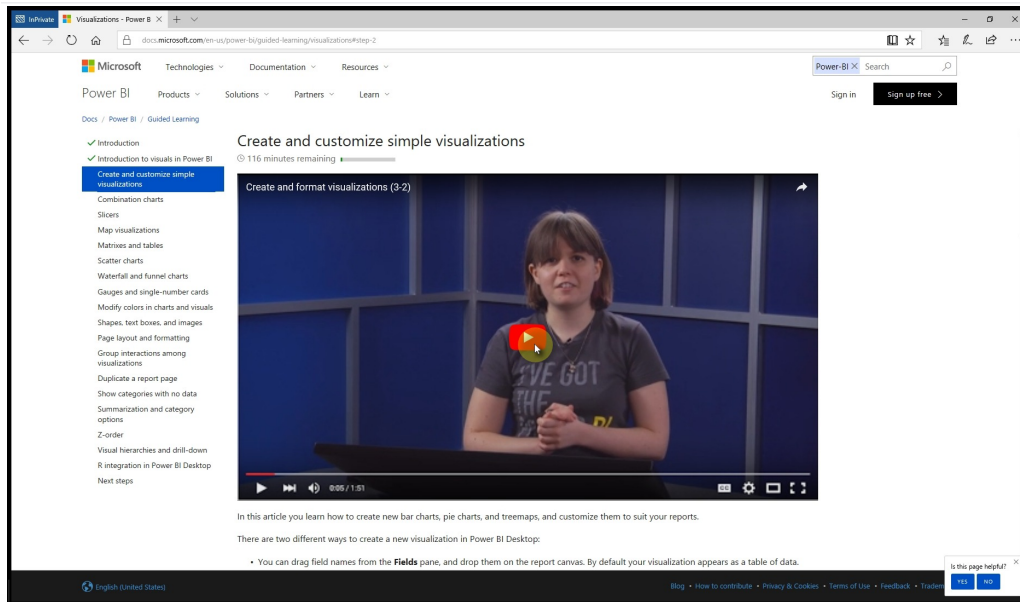 InPrivate
Visualizations - Power B
docs.microsoft.com/en-us/power-bi/guided-learning/visualizations#step-2
Microsoft Technologies Documentation Resources
Power-BI Search
Power BI Products Solutions Partners Learn
Sign in Sign up free
Docs / Power BI / Guided Learning
Introduction
Introduction to visuals in Power BI
Create and customize simple
visualizations
Combination charts
Slicers
Map visualizations
Matrixes and tables
Scatter charts
Waterfall and funnel charts
Gauges and single-number cards
Modify colors in charts and visuals
Shapes, text boxes, and images
Page layout and formatting
Group interactions among
visualizations
Duplicate a report page
Show categories with no data
Summarization and category
options
Z-order
Visual hierarchies and drill-down
R integration in Power BI Desktop
Next steps
Create and customize simple visualizations
116 minutes remaining
Create and format visualizations (3-2)
I'VE GOT
THE
BI
0:05 / 1:51
CC
In this article you learn how to create new bar charts, pie charts, and treemaps, and customize them to suit your reports.
There are two different ways to create a new visualization in Power BI Desktop:
• You can drag field names from the Fields pane, and drop them on the report canvas. By default your visualization appears as a table of data.
English (United States)
Blog • How to contribute • Privacy & Cookies • Terms of Use • Feedback •
Is this page helpful?
YES NO